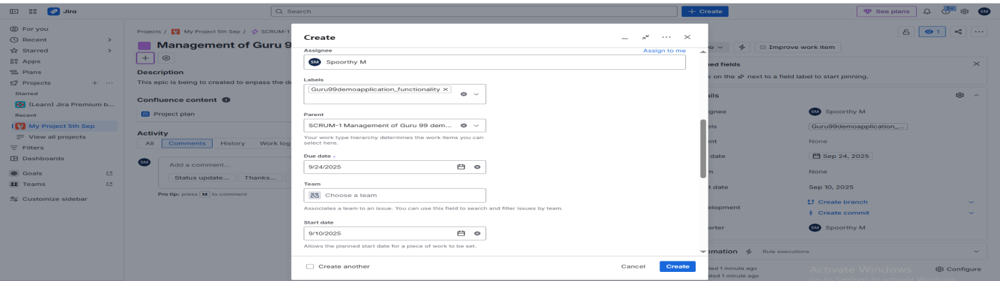 Jira
Search
+ Create
See plans
3+
SM
For you
Recent
Starred
Apps
Plans
Projects
Starred
(Learn) Jira Premium b...
Recent
My Project 5th Sep
View all projects
Filters
Dashboards
Goals
Teams
Customize sidebar
Projects / My Project 5th Sep / SCRUM-1
Management of Guru 9
Description
This epic is being to created to enpass the de
Confluence content
Project plan
Activity
All Comments History Work log
SM
Add a comment...
Status update... Thanks...
Pro tip: press M to comment
Create
Assignee
Assign to me
SM Spoorthy M
Labels
Guru99demoapplication_functionality
Parent
SCRUM-1 Management of Guru 99 dem...
Your work type hierarchy determines the work items you can
select here.
Due date
9/24/2025
Team
Choose a team
Associates a team to an issue. You can use this field to search and filter issues by team.
Start date
9/10/2025
Allows the planned start date for a piece of work to be set.
Create another
Cancel
Create
1
Improve work item
ned fields
on the next to a field label to start pinning.
ails
gnee
SM Spoorthy M
els
Guru99demoapplication_...
nt
None
date
Sep 24, 2025
m
None
t date
Sep 10, 2025
elopment
Create branch
Create commit
orter
SM Spoorthy M
omation
Rule executions
ted 1 minute ago
ated 1 minute ago
Configure
Activate Windows
Go to Settings to activate Windows.